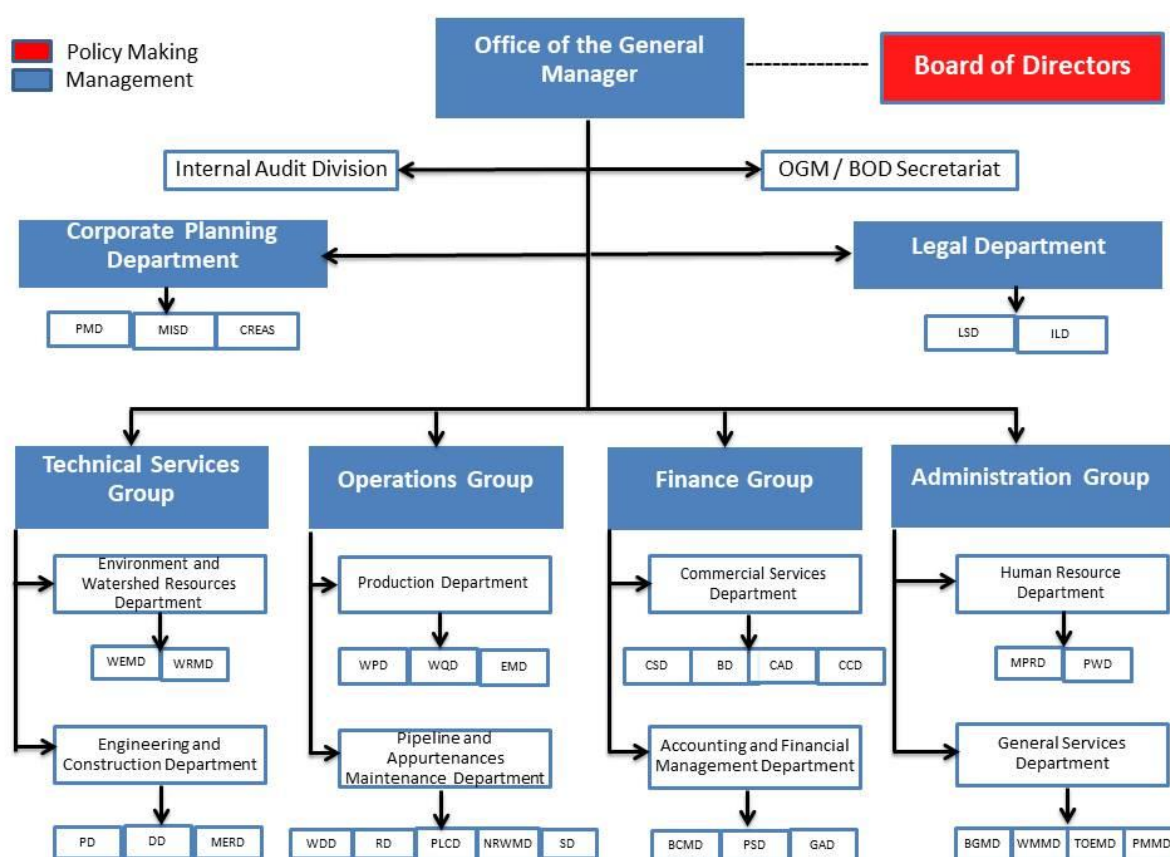 Policy Making
Management
Office of the General
Manager
Board of Directors
Internal Audit Division
OGM / BOD Secretariat
Corporate Planning
Department
Legal Department
PMD
MISD
CREAS
LSD
ILD
Technical Services
Group
Operations Group
Finance Group
Administration Group
Environment and
Watershed Resources
Department
Production Department
Commercial Services
Department
Human Resource
Department
WEMD
WRMD
WPD
WQD
EMD
CSD
BD
CAD
CCD
MPRD
PWD
Engineering and
Construction Department
Pipeline and
Appurtenances
Maintenance Department
Accounting and Financial
Management Department
General Services
Department
PD
DD
MERD
WDD
RD
PLCD
NRWMD
SD
BCMD
PSD
GAD
BGMD
WMMD
TOEMD
PMMD